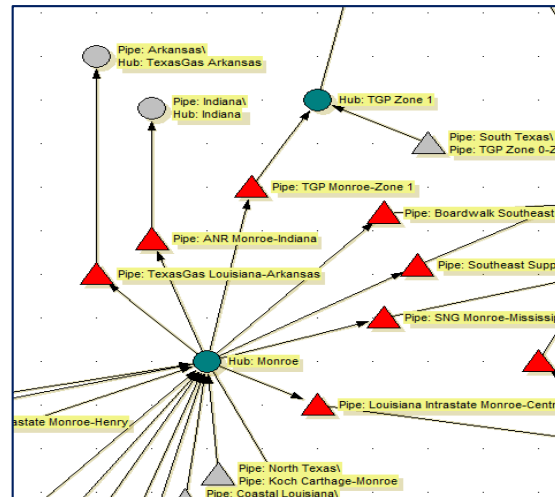 Pipe: Arkansas\
Hub: TexasGas Arkansas
Pipe: Indiana\
Hub: Indiana
Hub: TGP Zone 1
Pipe: South Texas\
Pipe: TGP Zone 0-Z
Pipe: TGP Monroe-Zone 1
Pipe: Boardwalk Southeast
Pipe: ANR Monroe-Indiana
Pipe: Southeast Supp
Pipe: TexasGas Louisiana-Arkansas
Pipe: SNG Monroe-Mississip
Hub: Monroe
Pipe: Louisiana Intrastate Monroe-Centr
astate Monroe-Henry
Pipe: North Texas\
Pipe: Koch Carthage-Monroe
Pipe: Coastal Louisiana\